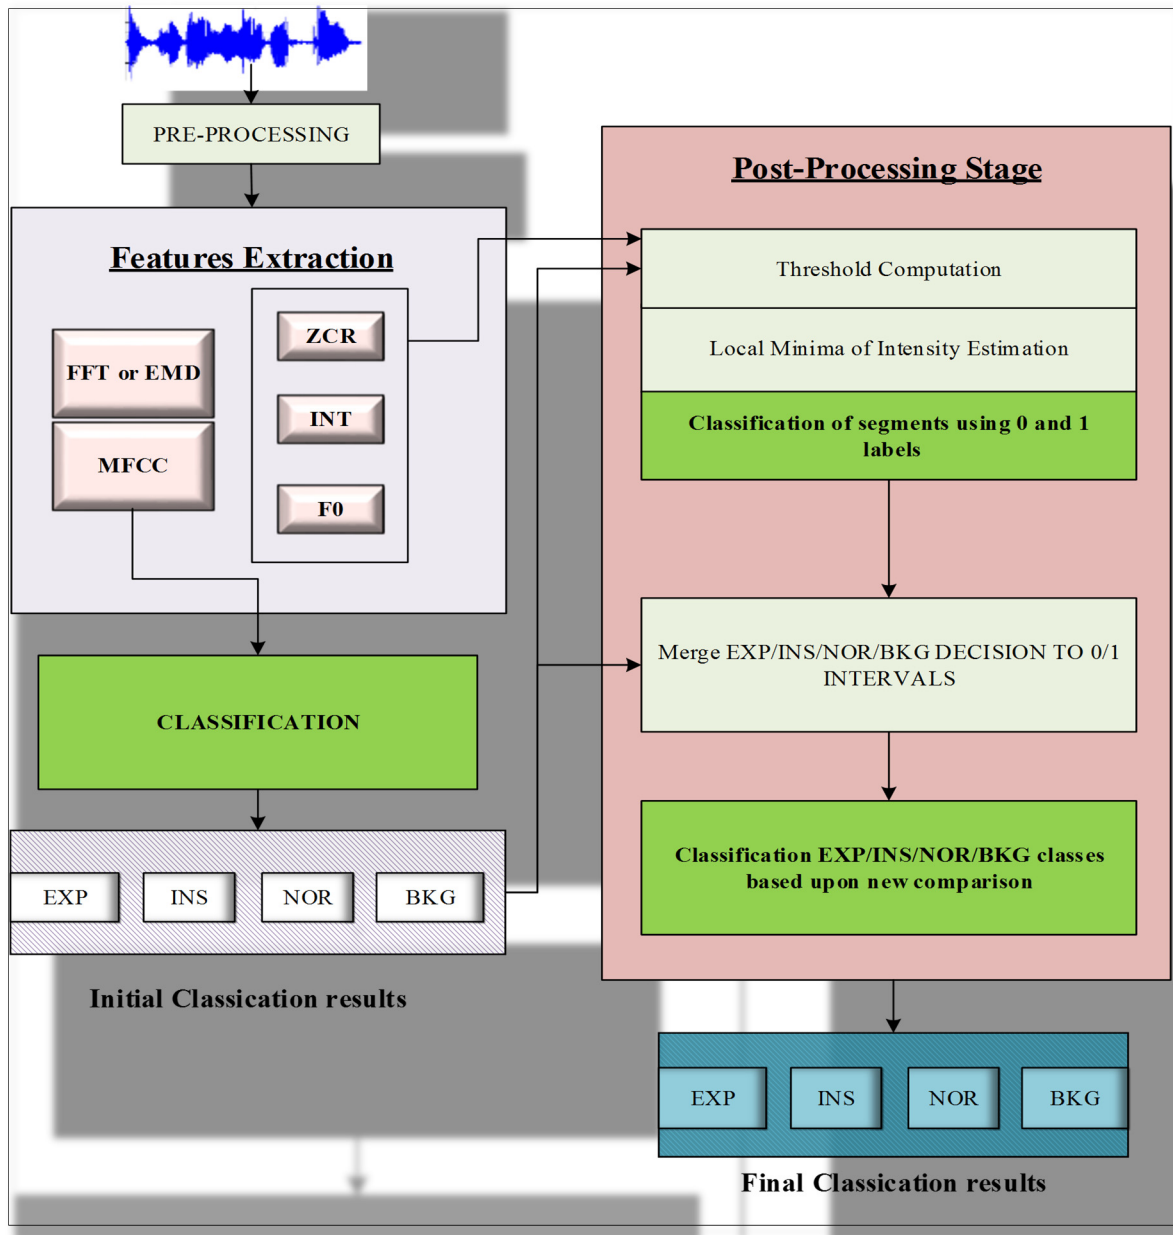 PRE-PROCESSING
Features Extraction
FFT or EMD
MFCC
ZCR
INT
F0
CLASSIFICATION
EXP
INS
NOR
BKG
Initial Classication results
Post-Processing Stage
Threshold Computation
Local Minima of Intensity Estimation
Classification of segments using 0 and 1
labels
Merge EXP/INS/NOR/BKG DECISION TO 0/1
INTERVALS
Classification EXP/INS/NOR/BKG classes
based upon new comparison
EXP
INS
NOR
BKG
Final Classication results